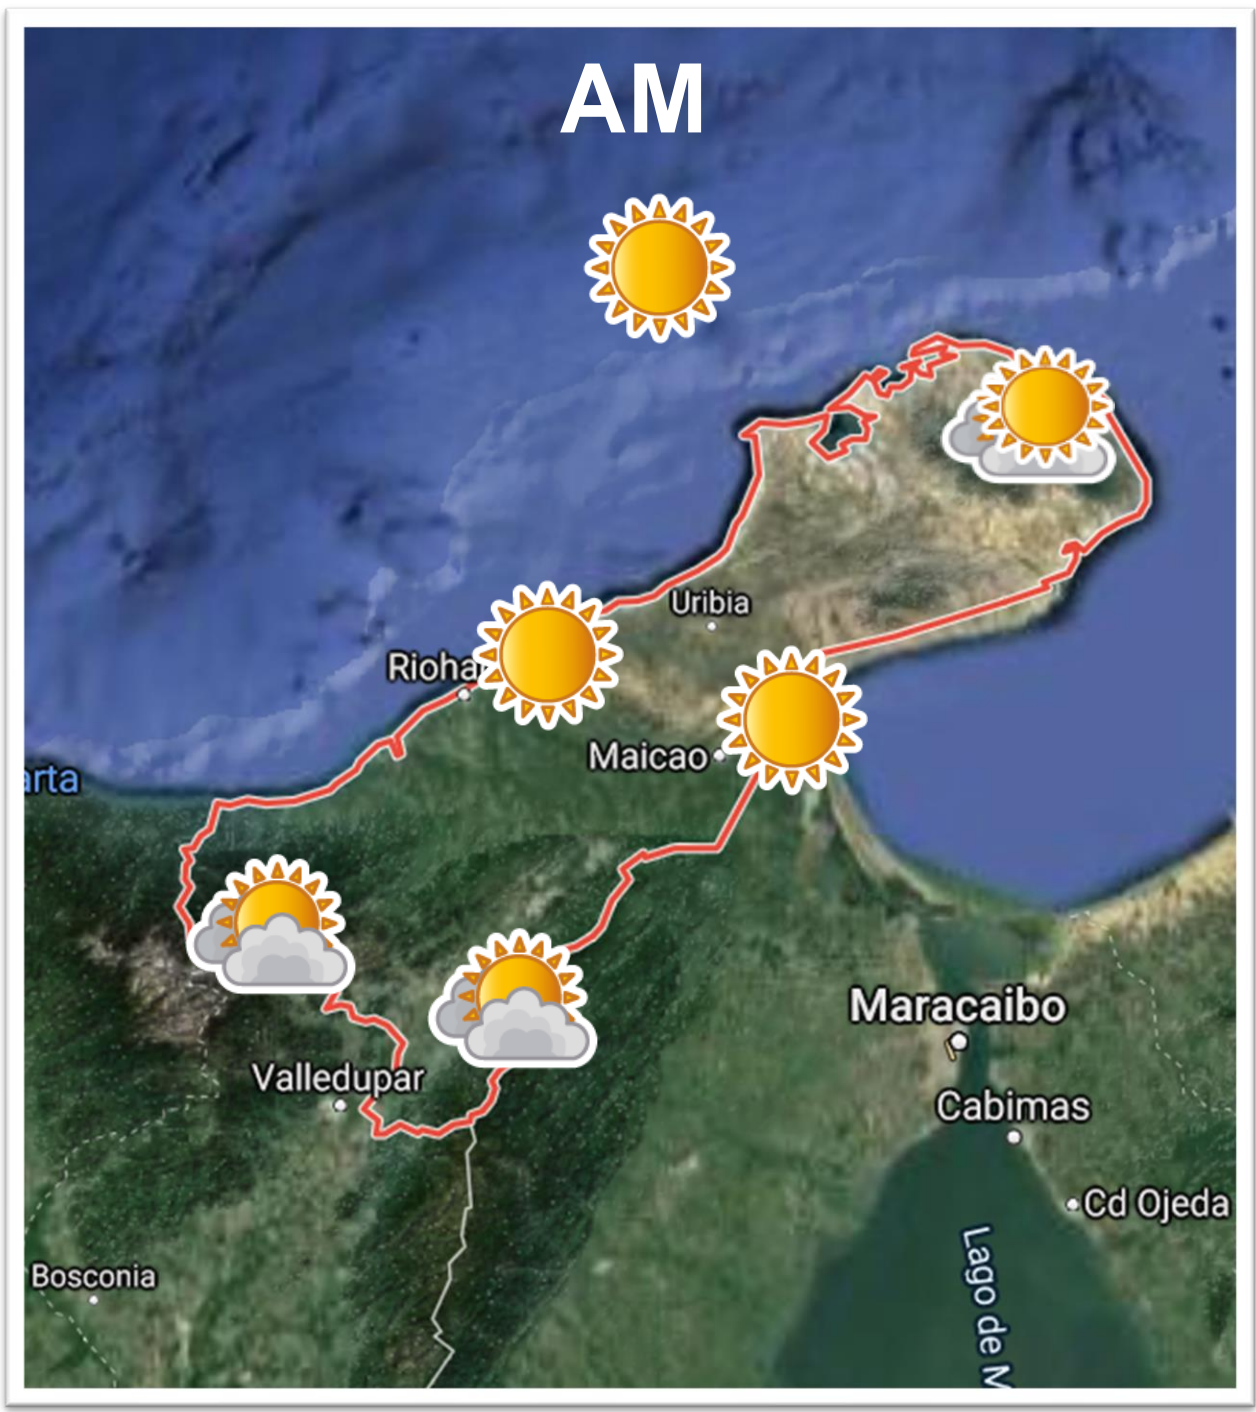 AM
Uribia
Rioha
Maicao
arta
Maracaibo
Valledupar
Cabimas
Cd Ojeda
Bosconia
Lago de M